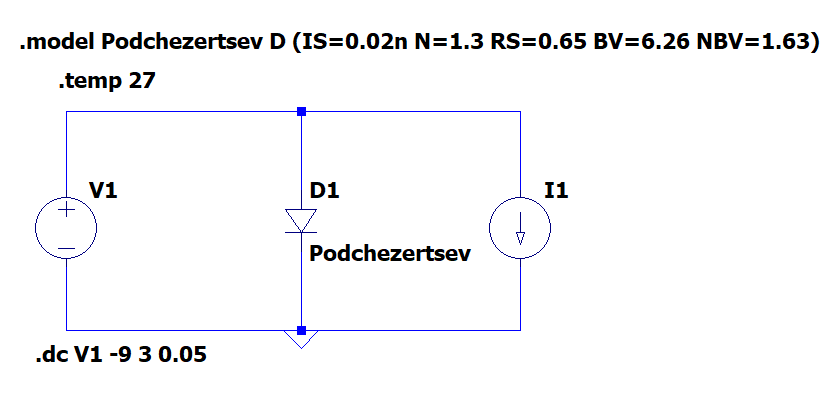 .model Podchezertsev D (IS=0.02n N=1.3 RS=0.65 BV=6.26 NBV=1.63)
.temp 27
V1
D1
I1
Podchezertsev
.dc V1 -9 3 0.05